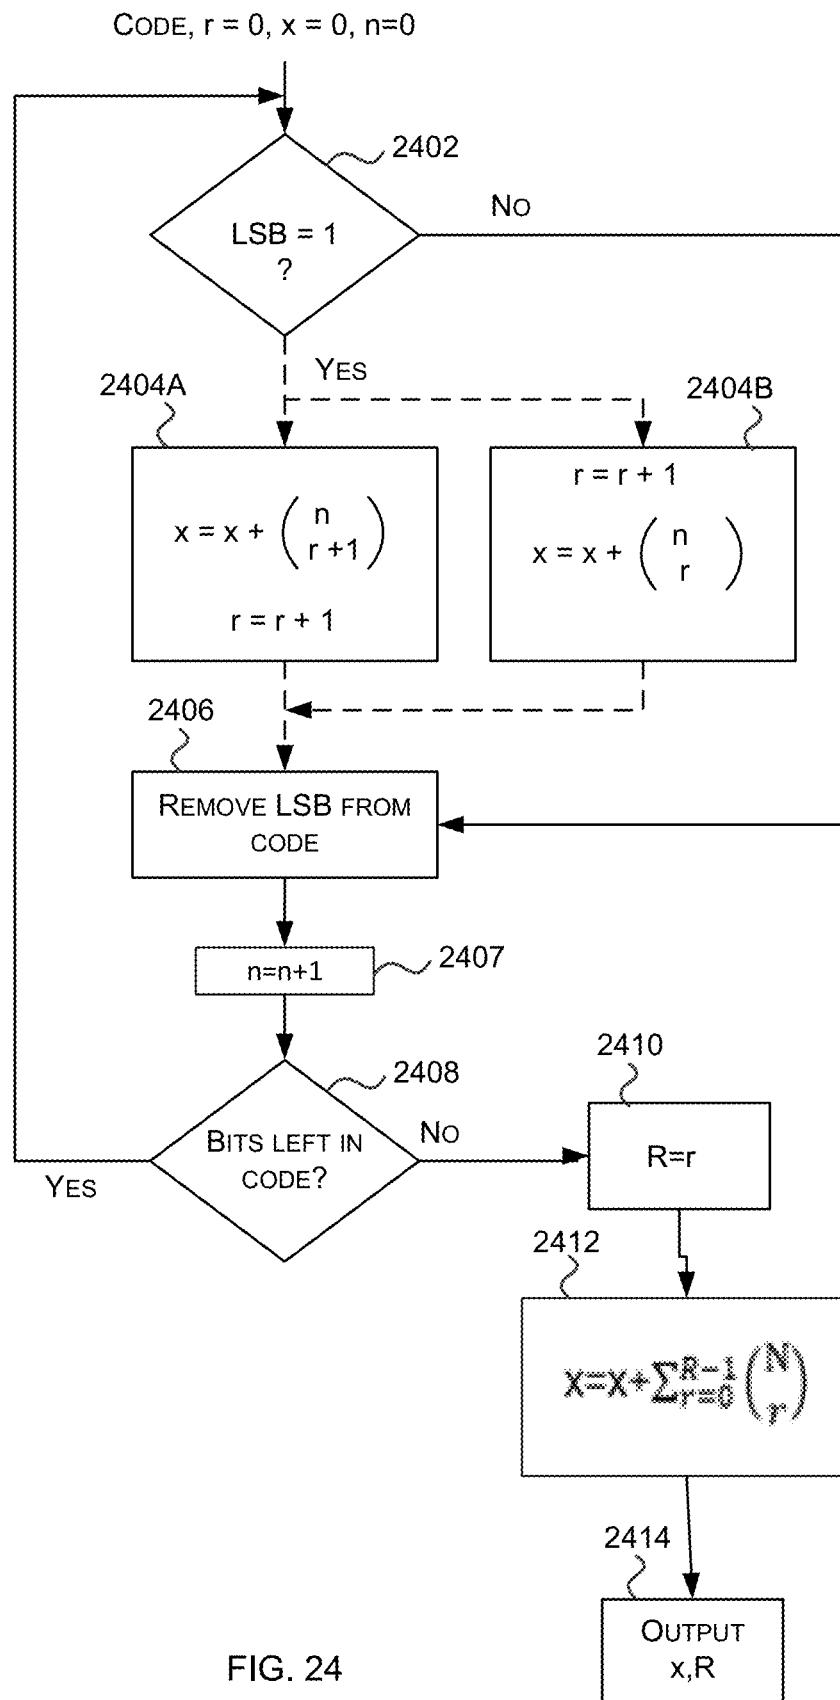 CODE, r = 0, x = 0, n=0
2402
NO
LSB = 1
?
YES
2404A
2404B
x = x + ( n
r +1 )
r = r + 1
r = r + 1
x = x + ( n
r )
2406
REMOVE LSB FROM
CODE
n=n+1
2407
2408
BITS LEFT IN
CODE?
NO
YES
2410
R=r
2412
x=x+∑_{r=0}^{R-1} (N
r)
2414
OUTPUT
x,R
FIG. 24